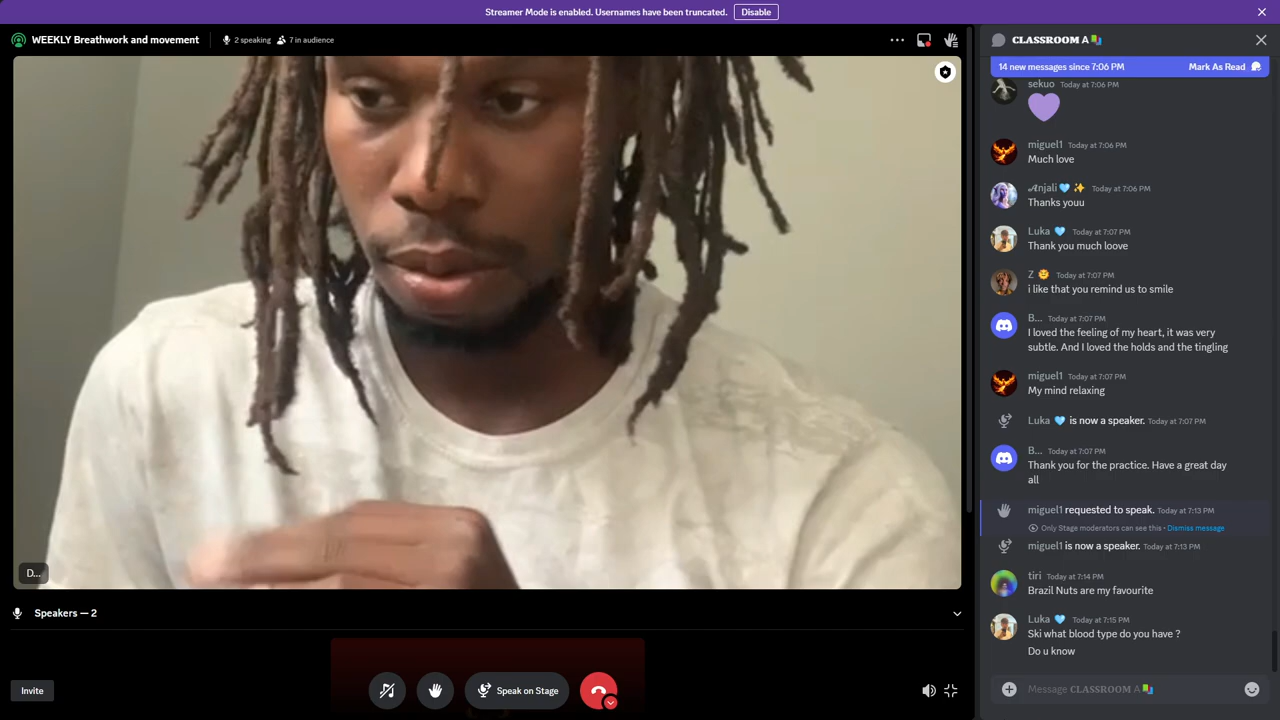 Streamer Mode is enabled. Usernames have been truncated. Disable
WEEKLY Breathwork and movement
2 speaking
7 in audience
D...
Speakers — 2
Invite
Speak on Stage
CLASSROOM A
14 new messages since 7:06 PM
Mark As Read
sekuo Today at 7:06 PM
💜
miguel1 Today at 7:06 PM
Much love
𝓐njali🩵 ✨ Today at 7:06 PM
Thanks youu
Luka 🩵 Today at 7:07 PM
Thank you much loove
Z 🌞 Today at 7:07 PM
i like that you remind us to smile
B... Today at 7:07 PM
I loved the feeling of my heart, it was very
subtle. And I loved the holds and the tingling
miguel1 Today at 7:07 PM
My mind relaxing
Luka 🩵 is now a speaker. Today at 7:07 PM
B... Today at 7:07 PM
Thank you for the practice. Have a great day
all
miguel1 requested to speak. Today at 7:13 PM
Only Stage moderators can see this • Dismiss message
miguel1 is now a speaker. Today at 7:13 PM
tiri Today at 7:14 PM
Brazil Nuts are my favourite
Luka 🩵 Today at 7:15 PM
Ski what blood type do you have ?
Do u know
Message CLASSROOM A